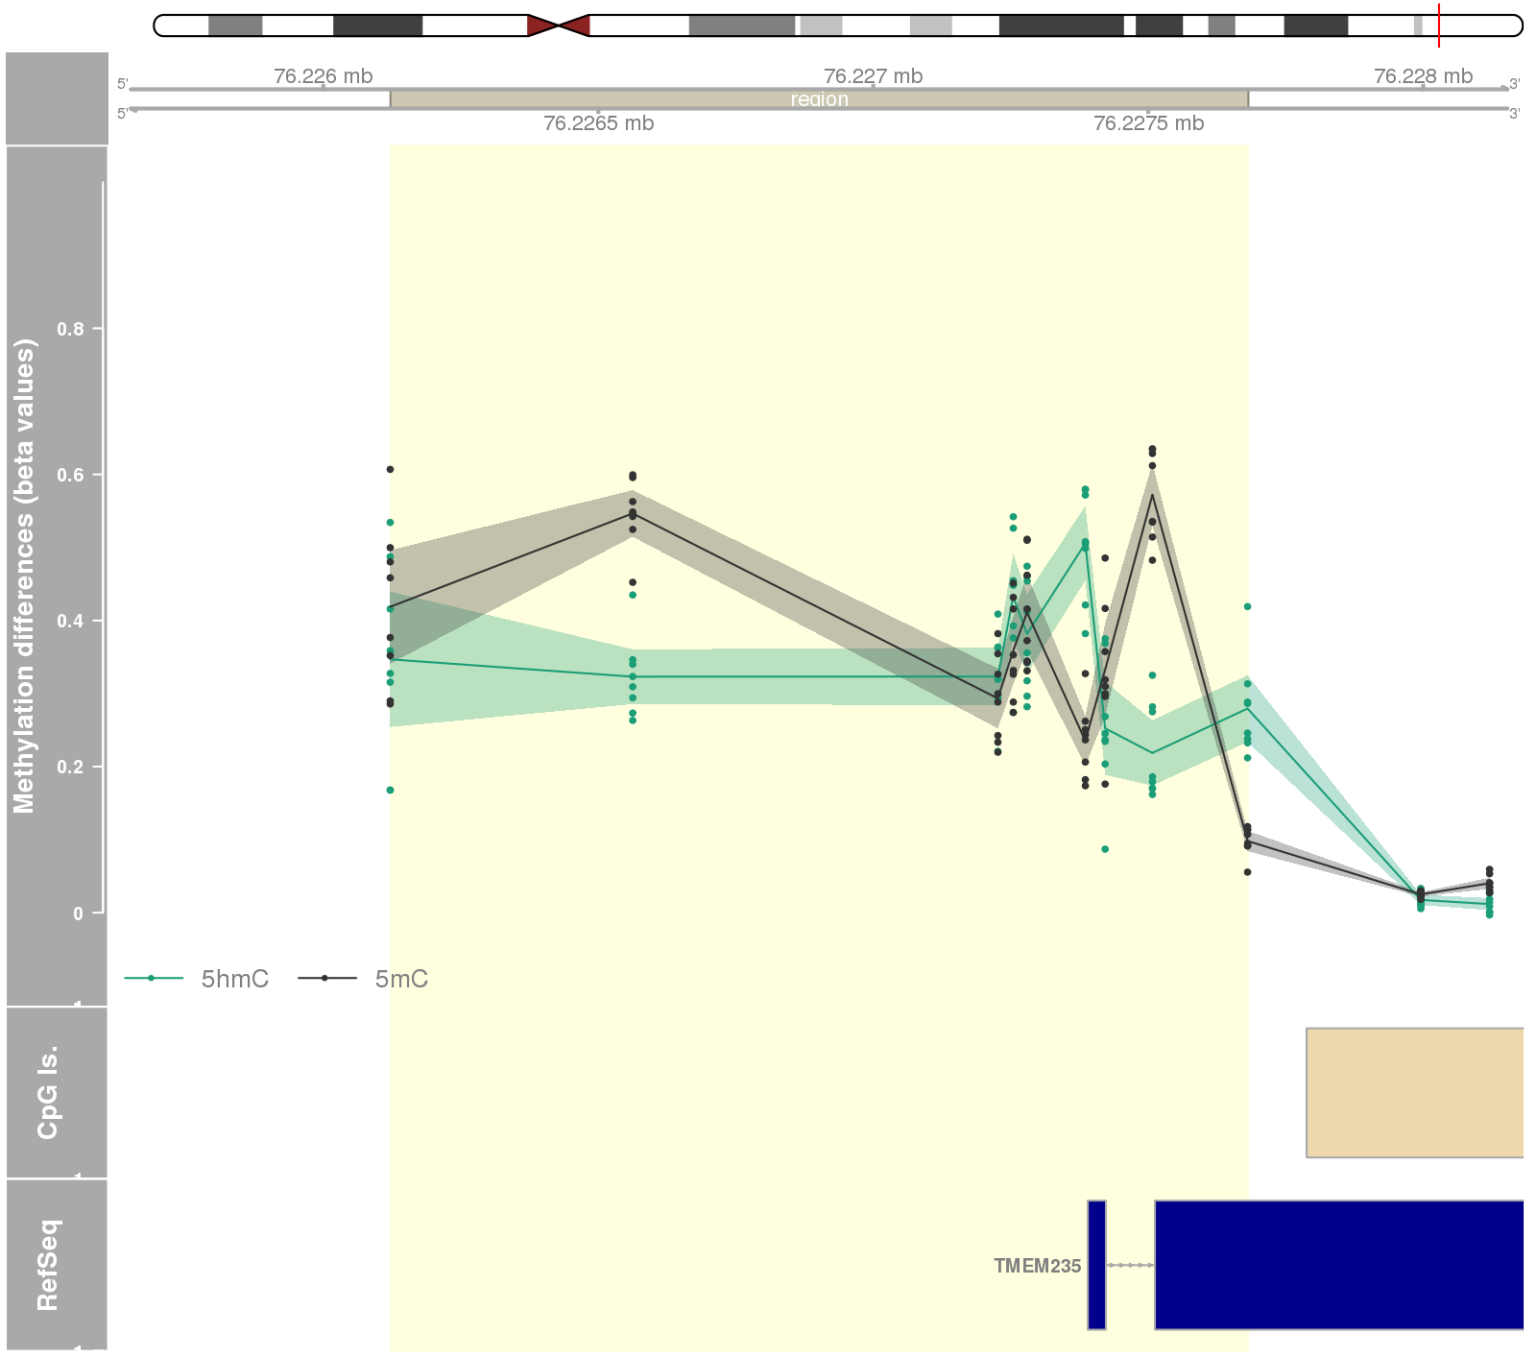 76.226 mb
76.227 mb
76.228 mb
5'
3'
region
5'
3'
76.2265 mb
76.2275 mb
Methylation differences (beta values)
0.8
0.6
0.4
0.2
0
5hmC
5mC
CpG Is.
RefSeq
TMEM235